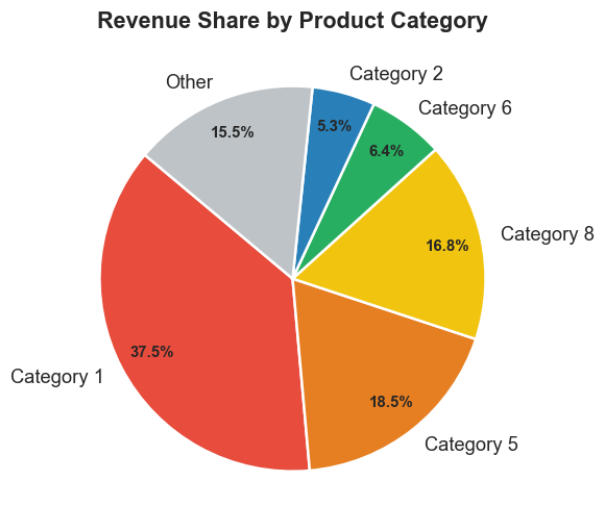 Revenue Share by Product Category
Other
Category 2
Category 6
15.5%
5.3%
6.4%
Category 8
16.8%
37.5%
Category 1
18.5%
Category 5